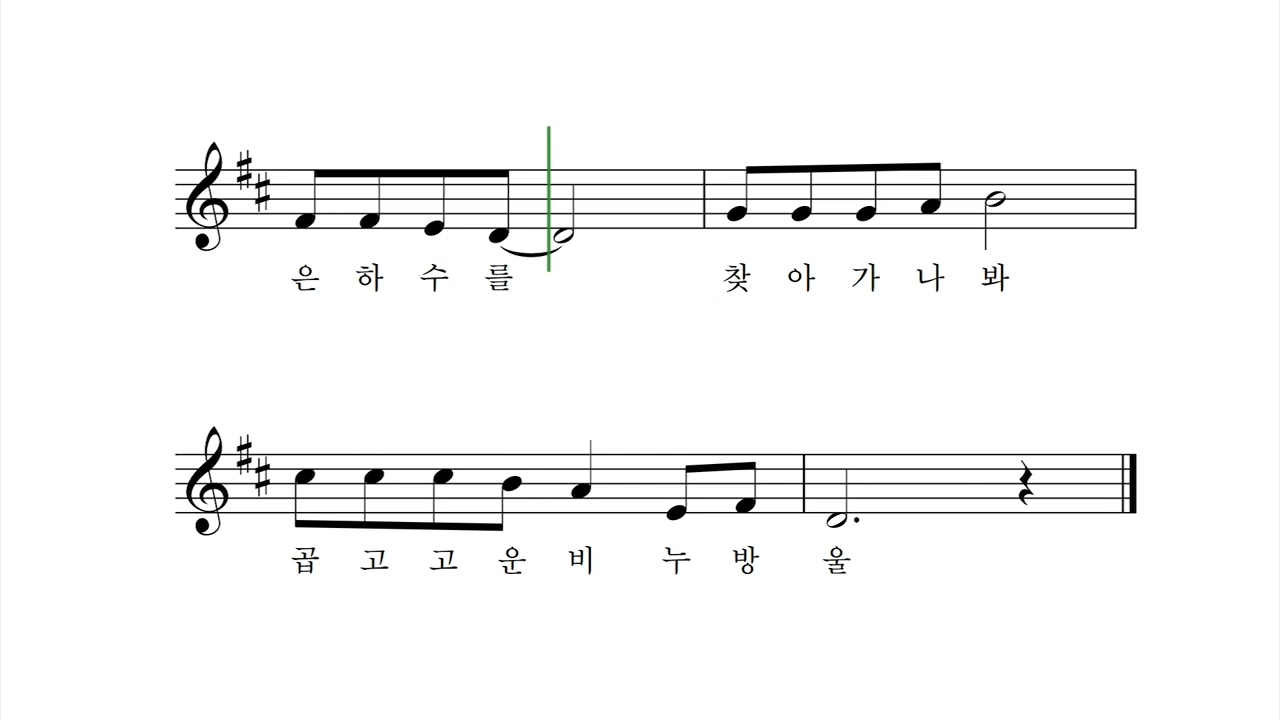 은 하 수 를 찾 아 가 나 봐
곱 고 고 운 비 누 방 울